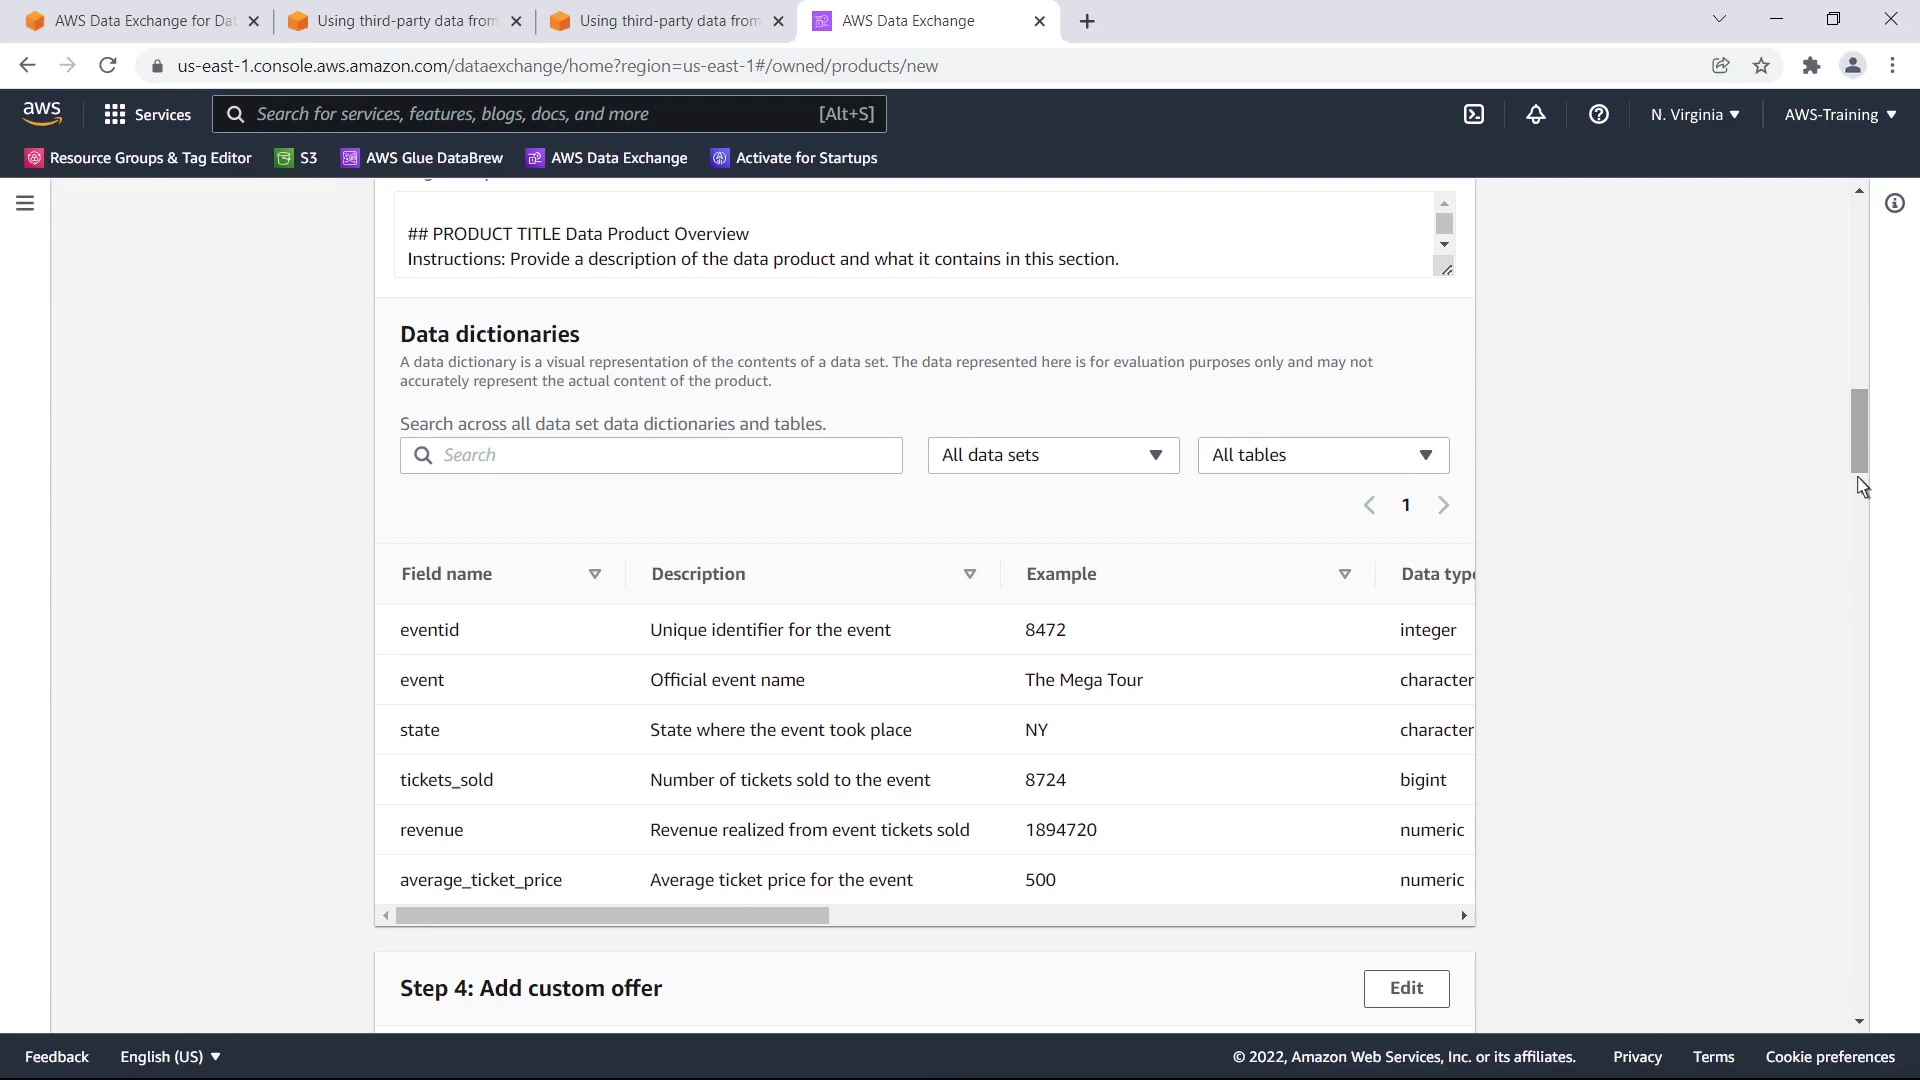 AWS Data Exchange for Dat
Using third-party data from
Using third-party data from
AWS Data Exchange
us-east-1.console.aws.amazon.com/dataexchange/home?region=us-east-1#/owned/products/new
aws
Services
Search for services, features, blogs, docs, and more
[Alt+S]
N. Virginia
AWS-Training
Resource Groups & Tag Editor
S3
AWS Glue DataBrew
AWS Data Exchange
Activate for Startups
## PRODUCT TITLE Data Product Overview
Instructions: Provide a description of the data product and what it contains in this section.
Data dictionaries
A data dictionary is a visual representation of the contents of a data set. The data represented here is for evaluation purposes only and may not
accurately represent the actual content of the product.
Search across all data set data dictionaries and tables.
Search
All data sets
All tables
1
Field name Description Example Data type
eventid Unique identifier for the event 8472 integer
event Official event name The Mega Tour character
state State where the event took place NY character
tickets_sold Number of tickets sold to the event 8724 bigint
revenue Revenue realized from event tickets sold 1894720 numeric
average_ticket_price Average ticket price for the event 500 numeric
Step 4: Add custom offer
Edit
Feedback
English (US)
© 2022, Amazon Web Services, Inc. or its affiliates.
Privacy
Terms
Cookie preferences